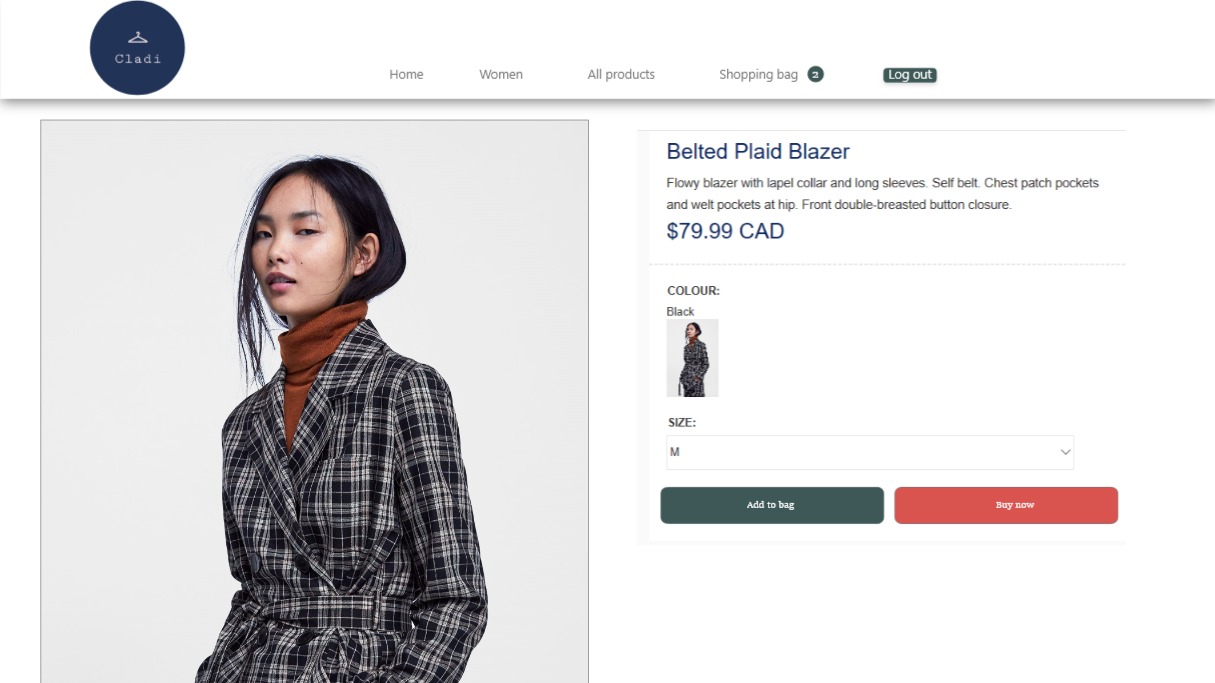 Cladi
Home
Women
All products
Shopping bag 2
Log out
Belted Plaid Blazer
Flowy blazer with lapel collar and long sleeves. Self belt. Chest patch pockets
and welt pockets at hip. Front double-breasted button closure.
$79.99 CAD
COLOUR:
Black
SIZE:
M
Add to bag
Buy now